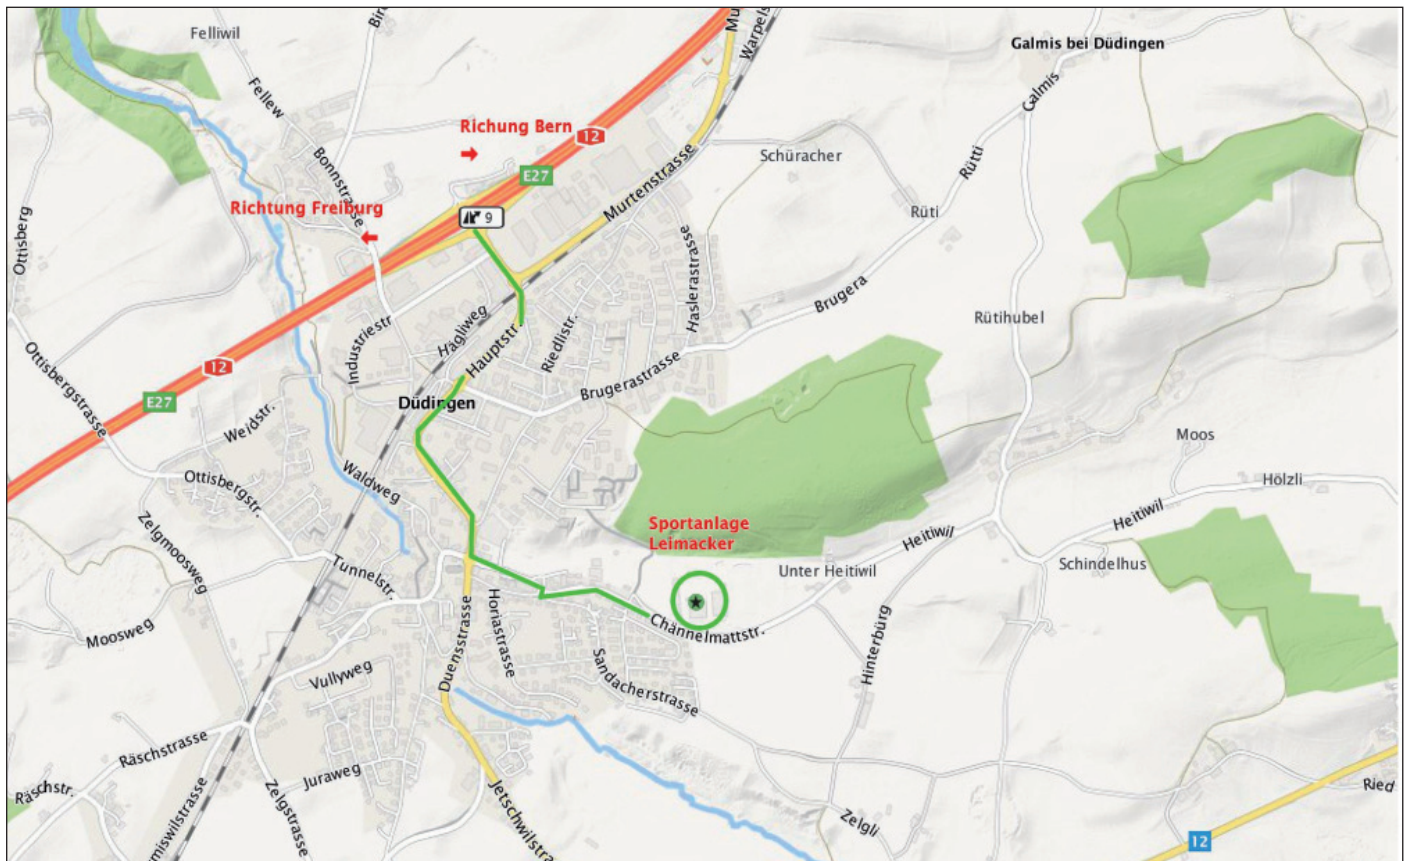 Felliwil
Galmis bei Düdingen
Fellew
Galmis
Richung Bern
12
Schüracher
Bonnstrasse
E27
Murtenstrasse
Rütti
Richtung Freiburg
9
Rüti
Ottisberg
Haslerastrasse
Brugera
Rütihubel
Industriestr
Hägliweg
Hauptstr.
Riedlistr.
Ottisbergstrasse
12
Brugerastrasse
E27
Düdingen
Weidstr.
Moos
Waldweg
Ottisbergstr.
Hölzli
Sportanlage
Leimacker
Heitiwil
Heitiwil
Zelgmoosweg
Tunnelstr.
Unter Heitiwil
Schindelhus
Moosweg
Horiastrasse
Duensstrasse
Chännelmattstr.
Hinterbürg
Vullyweg
Sandacherstrasse
Räschstrasse
Juraweg
Räschstr.
Zelgstrasse
Jetschwilstra
Zelgli
Ried
12
miswilstrasse